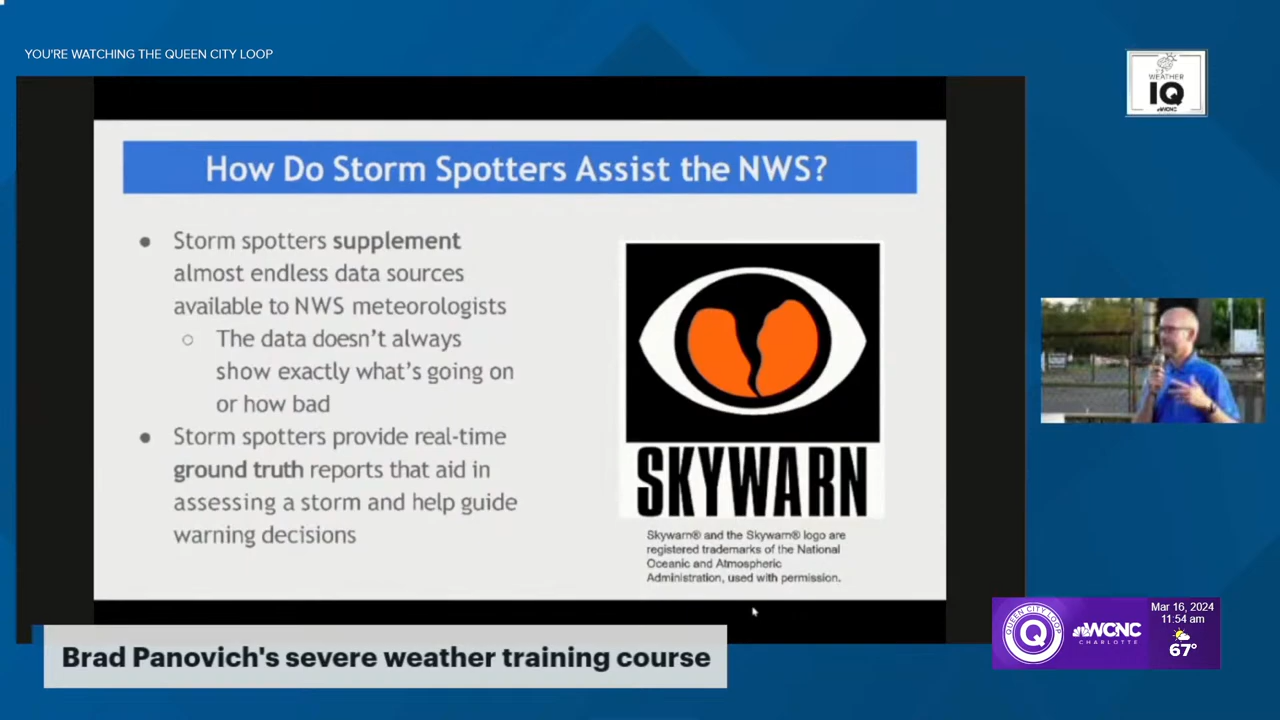 YOU'RE WATCHING THE QUEEN CITY LOOP
WEATHER
IQ
WCNC
How Do Storm Spotters Assist the NWS?
● Storm spotters supplement
almost endless data sources
available to NWS meteorologists
○ The data doesn't always
show exactly what's going on
or how bad
● Storm spotters provide real-time
ground truth reports that aid in
assessing a storm and help guide
warning decisions
SKYWARN
Skywarn® and the Skywarn® logo are
registered trademarks of the National
Oceanic and Atmospheric
Administration, used with permission.
QUEEN CITY LOOP
Q
WCNC
CHARLOTTE
Mar 16, 2024
11:54 am
67°
Brad Panovich's severe weather training course